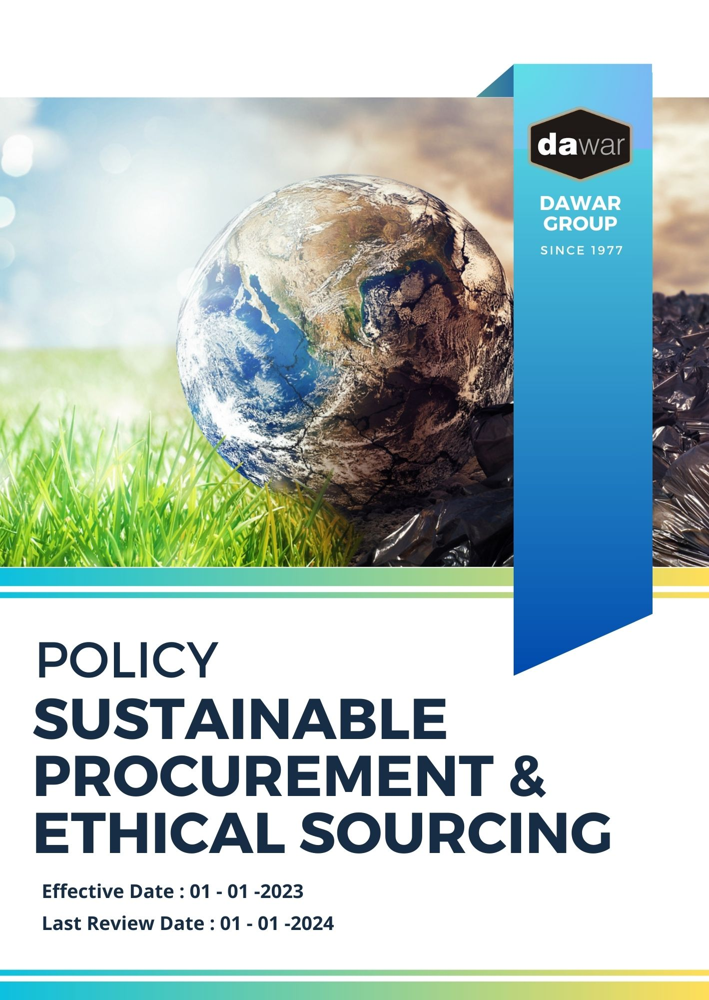 dawar
DAWAR
GROUP
SINCE 1977
POLICY
SUSTAINABLE
PROCUREMENT &
ETHICAL SOURCING
Effective Date : 01 - 01 -2023
Last Review Date : 01 - 01 -2024